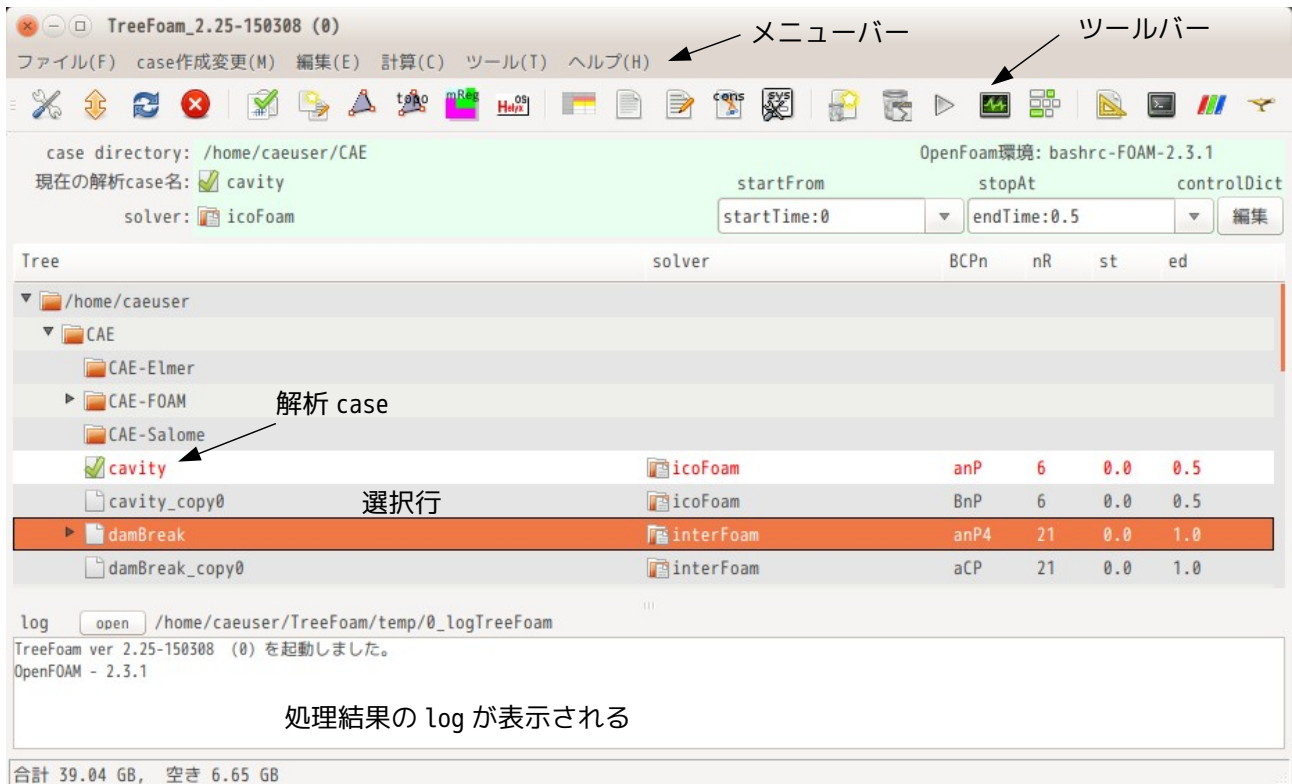 TreeFoam_2.25-150308 (0)
メニューバー
ツールバー
ファイル(F) case作成変更(M) 編集(E) 計算(C) ツール(T) ヘルプ(H)
topo mReg Helyx OS cons sys
case directory: /home/caeuser/CAE OpenFoam環境: bashrc-FOAM-2.3.1
現在の解析case名: cavity startFrom stopAt controlDict
solver: icoFoam startTime:0 endTime:0.5 編集
Tree solver BCPn nR st ed
/home/caeuser
CAE
CAE-Elmer
CAE-FOAM
解析 case
CAE-Salome
cavity icoFoam anP 6 0.0 0.5
cavity_copy0 選択行 icoFoam BnP 6 0.0 0.5
damBreak interFoam anP4 21 0.0 1.0
damBreak_copy0 interFoam aCP 21 0.0 1.0
log open /home/caeuser/TreeFoam/temp/0_logTreeFoam
TreeFoam ver 2.25-150308 (0) を起動しました。
OpenFOAM - 2.3.1
処理結果の log が表示される
合計 39.04 GB, 空き 6.65 GB